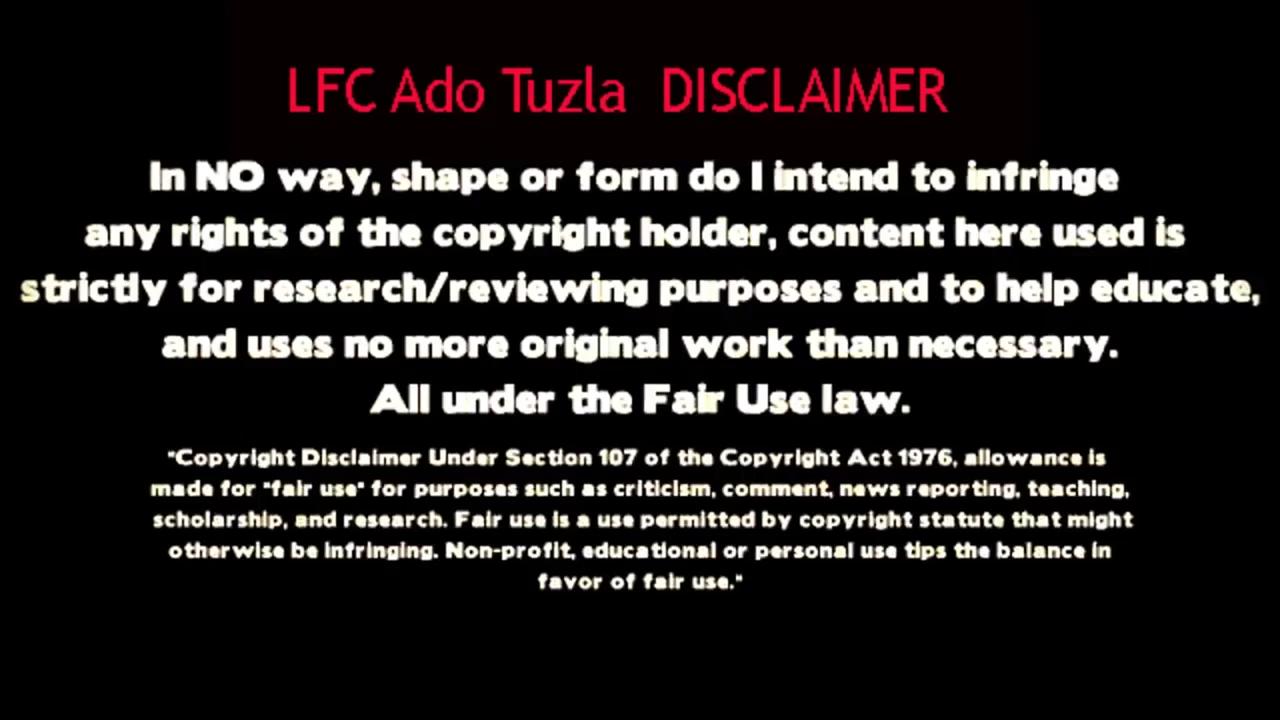 LFC Ado Tuzla DISCLAIMER
In NO way, shape or form do I intend to infringe
any rights of the copyright holder, content here used is
strictly for research/reviewing purposes and to help educate,
and uses no more original work than necessary.
All under the Fair Use law.
"Copyright Disclaimer Under Section 107 of the Copyright Act 1976, allowance is
made for "fair use" for purposes such as criticism, comment, news reporting, teaching,
scholarship, and research. Fair use is a use permitted by copyright statute that might
otherwise be infringing. Non-profit, educational or personal use tips the balance in
favor of fair use."